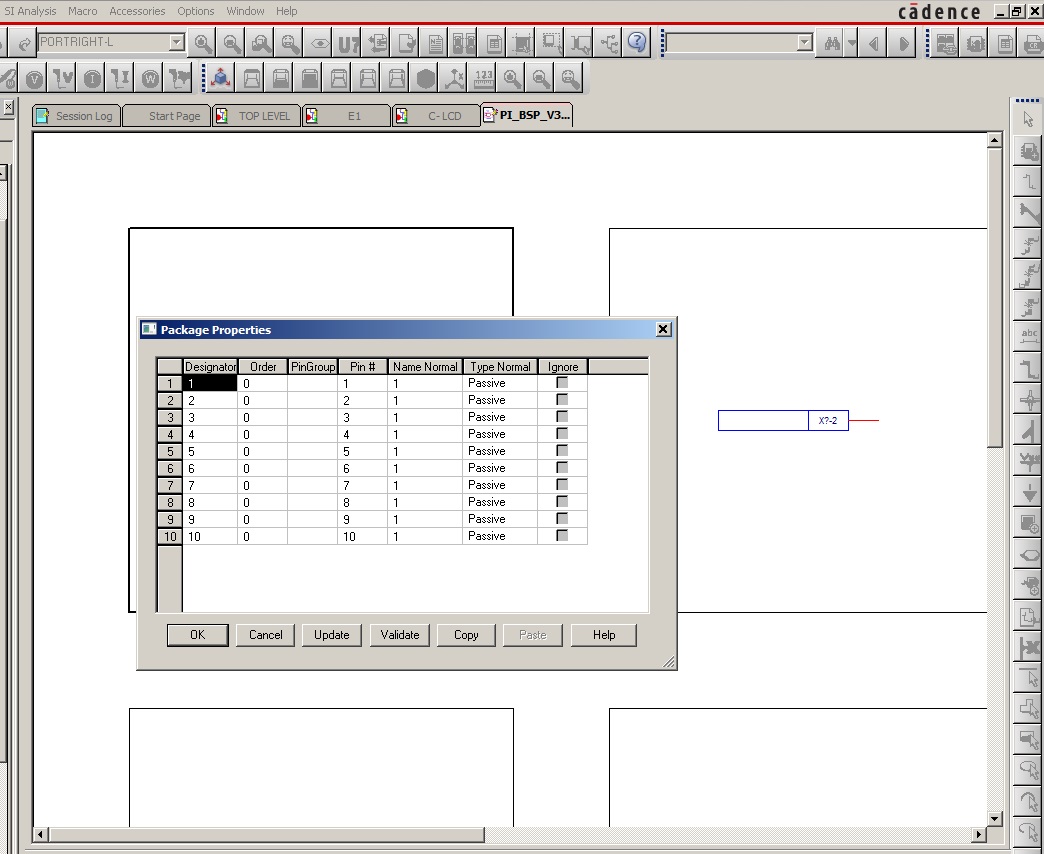 SI Analysis Macro Accessories Options Window Help
cādence
PORTRIGHT-L
U?
V V I I W
123
Session Log Start Page TOP LEVEL E1 C- LCD PI_BSP_V3...
abc
Package Properties
Designator Order PinGroup Pin # Name Normal Type Normal Ignore
1 1 0 1 1 Passive
2 2 0 2 1 Passive
3 3 0 3 1 Passive
4 4 0 4 1 Passive
5 5 0 5 1 Passive
6 6 0 6 1 Passive
7 7 0 7 1 Passive
8 8 0 8 1 Passive
9 9 0 9 1 Passive
10 10 0 10 1 Passive
OK Cancel Update Validate Copy Paste Help
X?-2